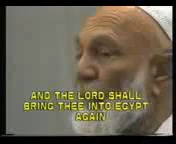 AND THE LORD SHALL
BRING THEE INTO EGYPT
AGAIN